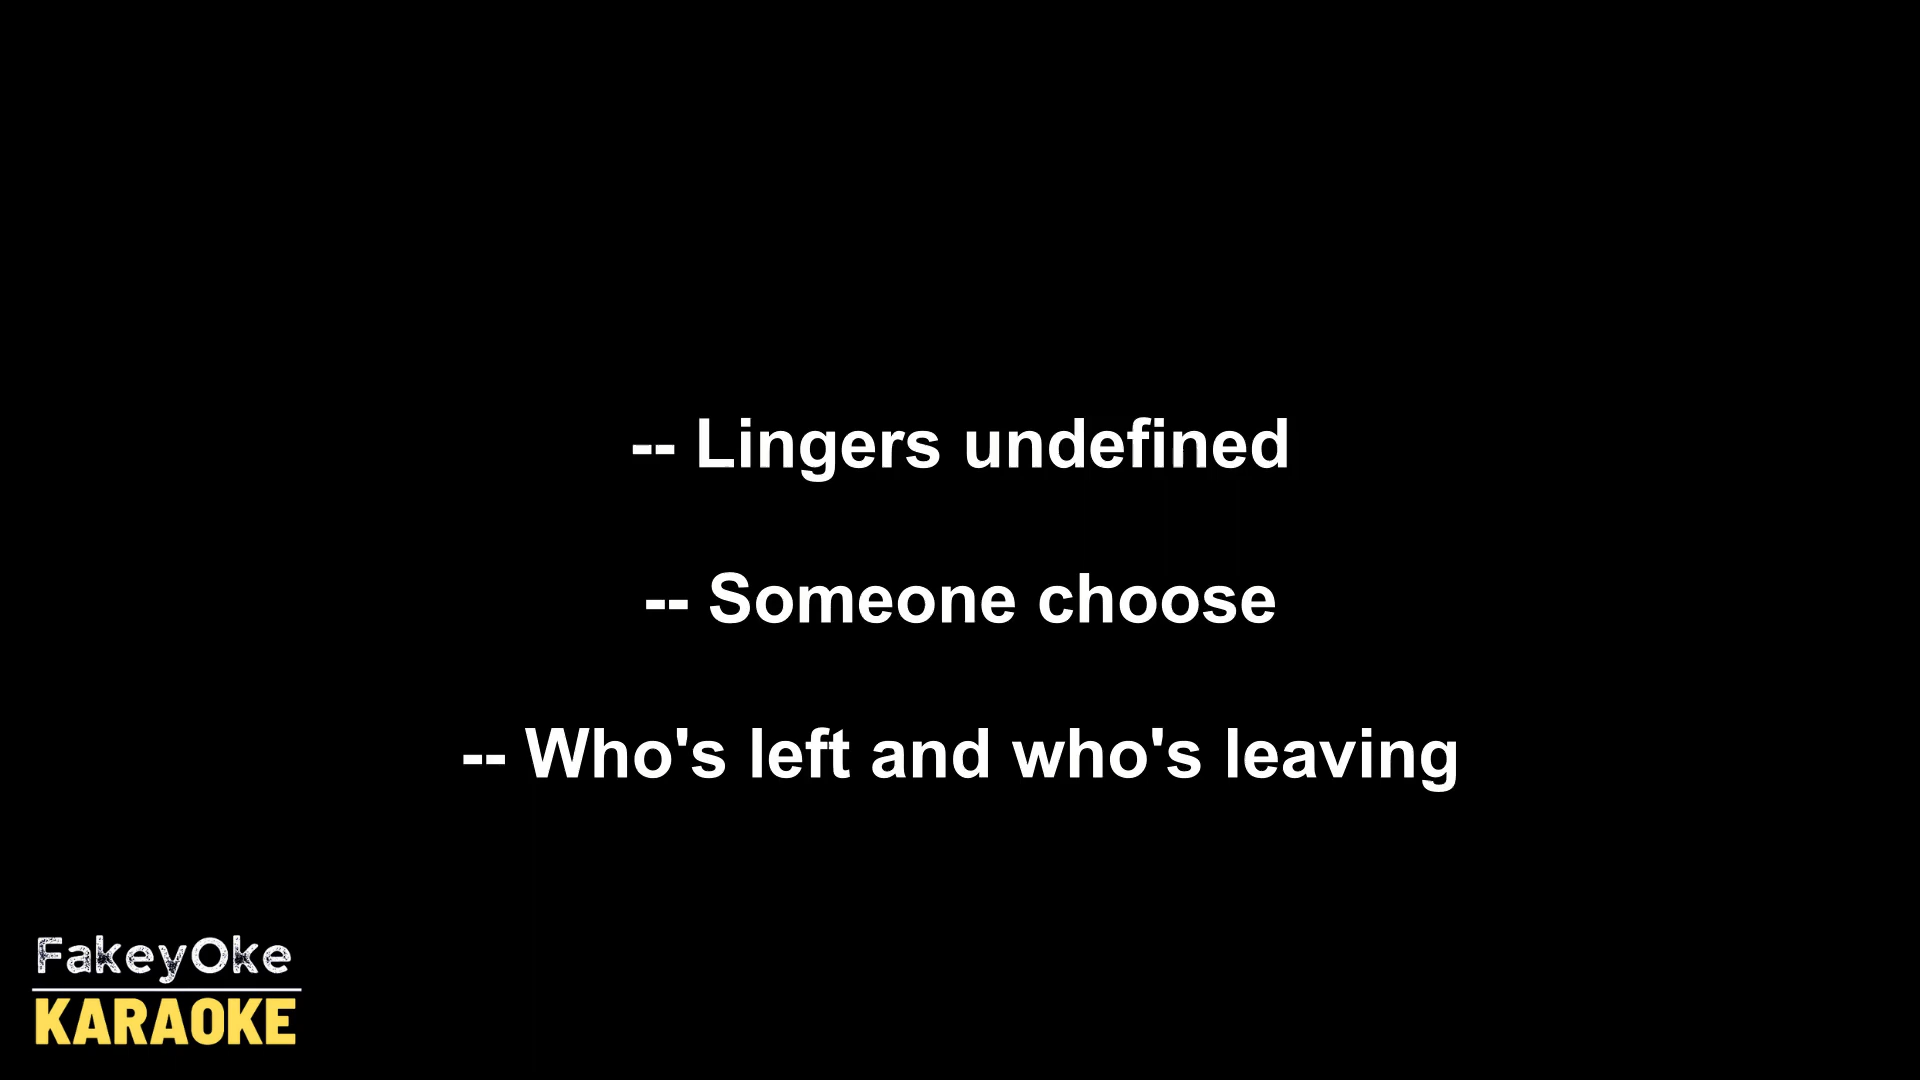 -- Lingers undefined
-- Someone choose
-- Who's left and who's leaving
FakeyOke
KARAOKE